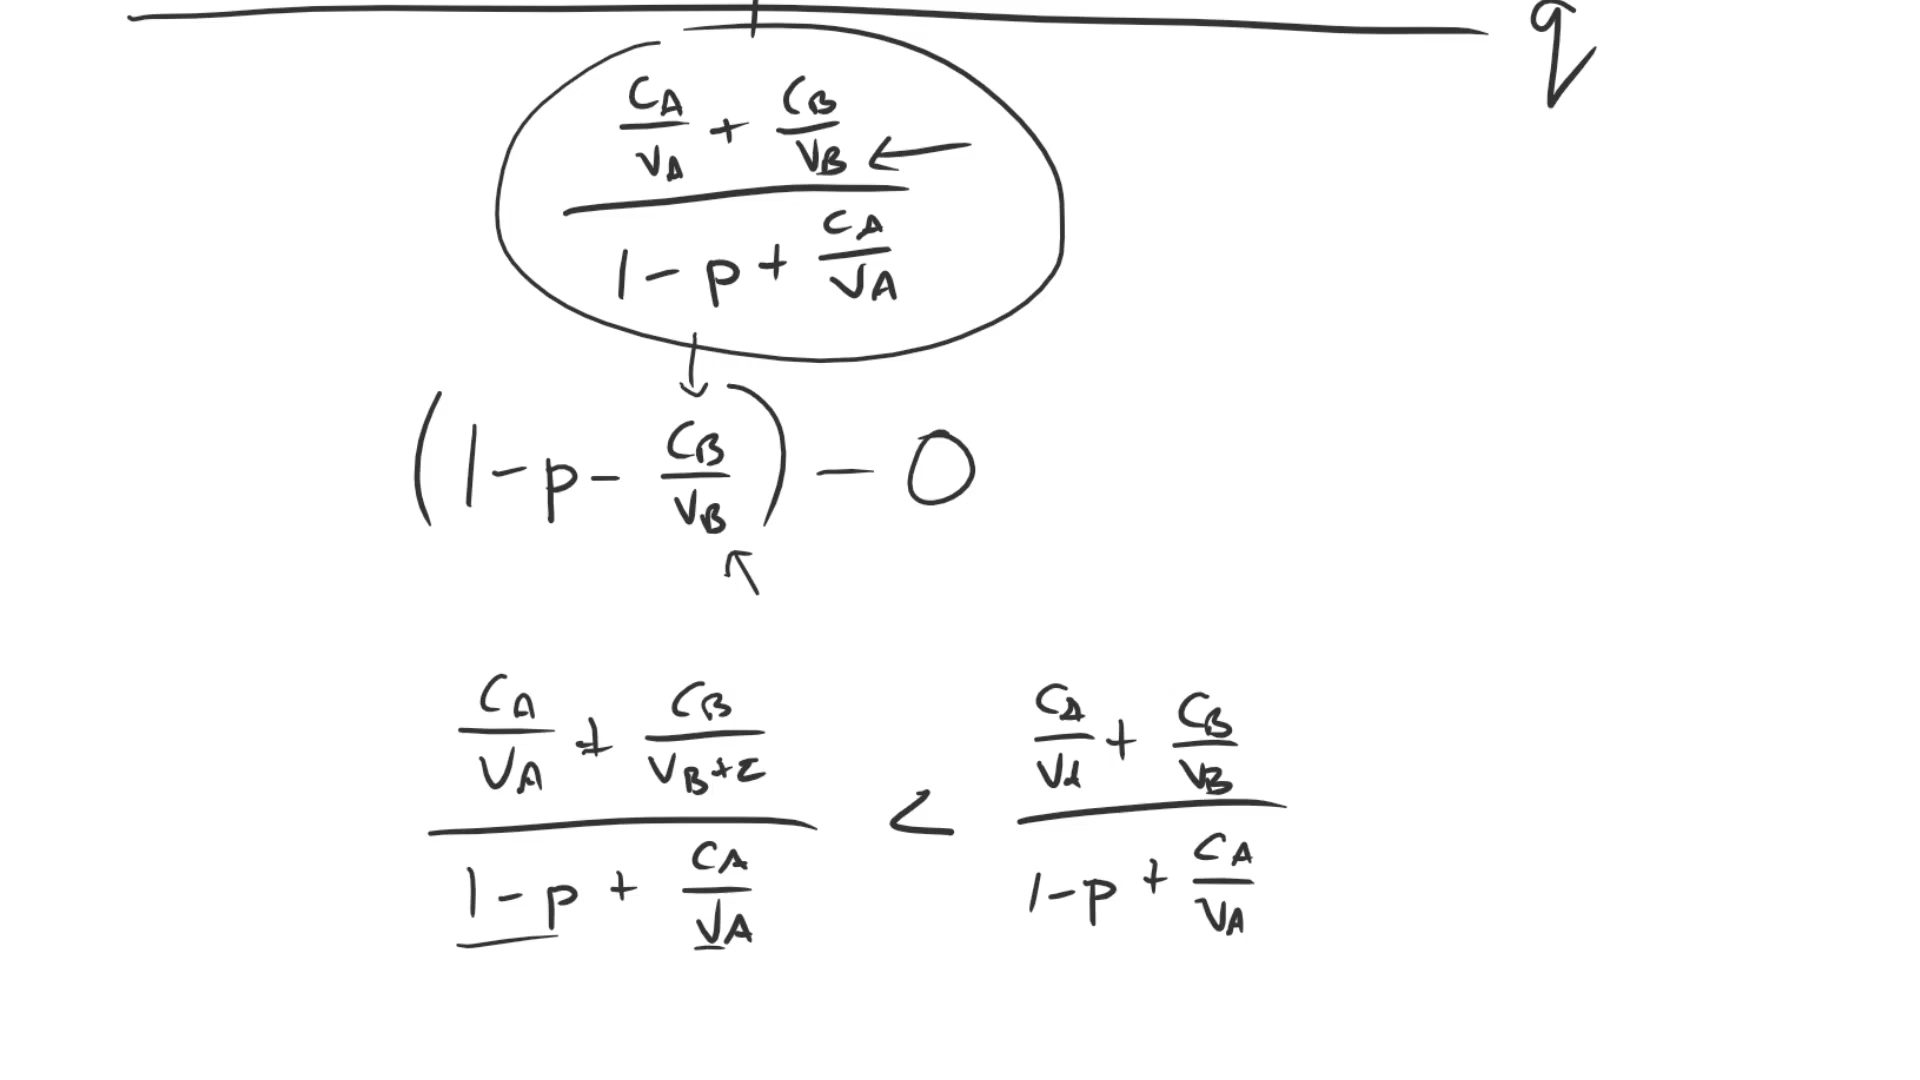 q
C_A/V_A + C_B/V_B ←
1 - p + C_A/V_A
↓
(1 - p - C_B/V_B) - 0
↖
C_A/V_A + C_B/(V_B+ε) < C_A/V_A + C_B/V_B
1 - p + C_A/V_A 1 - p + C_A/V_A